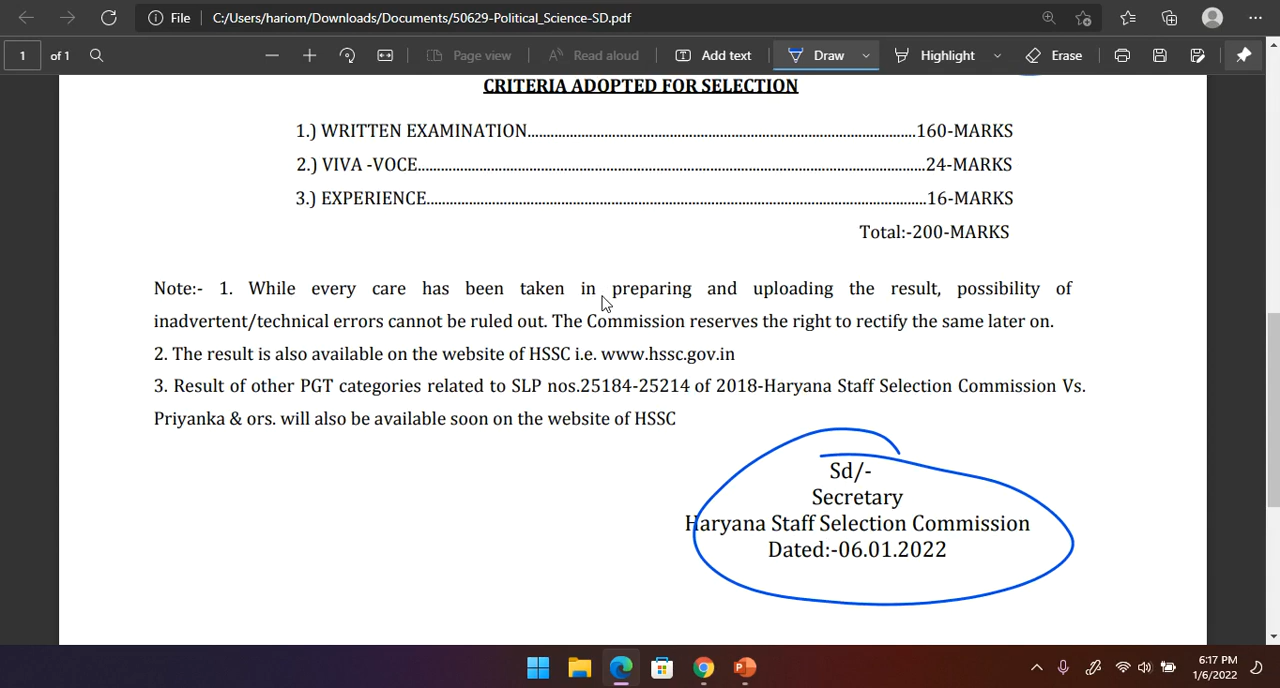 File C:/Users/hariom/Downloads/Documents/50629-Political_Science-SD.pdf
1 of 1 Page view Read aloud Add text Draw Highlight Erase
CRITERIA ADOPTED FOR SELECTION
1.) WRITTEN EXAMINATION....................................................................................................160-MARKS
2.) VIVA -VOCE....................................................................................................................................24-MARKS
3.) EXPERIENCE..................................................................................................................................16-MARKS
Total:-200-MARKS
Note:- 1. While every care has been taken in preparing and uploading the result, possibility of
inadvertent/technical errors cannot be ruled out. The Commission reserves the right to rectify the same later on.
2. The result is also available on the website of HSSC i.e. www.hssc.gov.in
3. Result of other PGT categories related to SLP nos.25184-25214 of 2018-Haryana Staff Selection Commission Vs.
Priyanka & ors. will also be available soon on the website of HSSC
Sd/-
Secretary
Haryana Staff Selection Commission
Dated:-06.01.2022
6:17 PM
1/6/2022